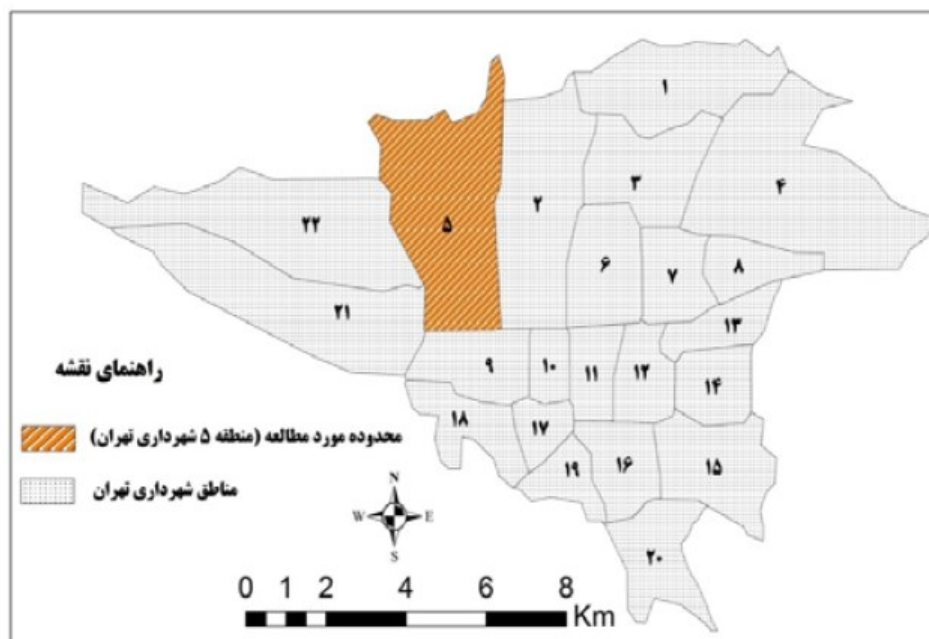 ۱
۳
۴
۲
۵
۲۲
۶
۷
۸
۲۱
۱۳
۹
۱۰
۱۱
۱۲
۱۴
۱۸
۱۷
۱۹
۱۶
۱۵
۲۰
راهنمای نقشه
محدوده مورد مطالعه (منطقه ۵ شهرداری تهران)
مناطق شهرداری تهران
N
W E
S
0 1 2 4 6 8
Km